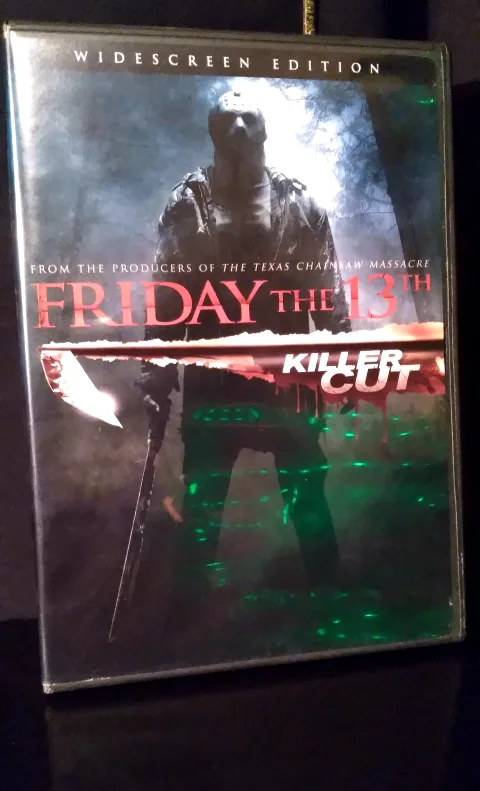 WIDESCREEN EDITION
FROM THE PRODUCERS OF THE TEXAS CHAINSAW MASSACRE
FRIDAY THE 13TH
KILLER
CUT